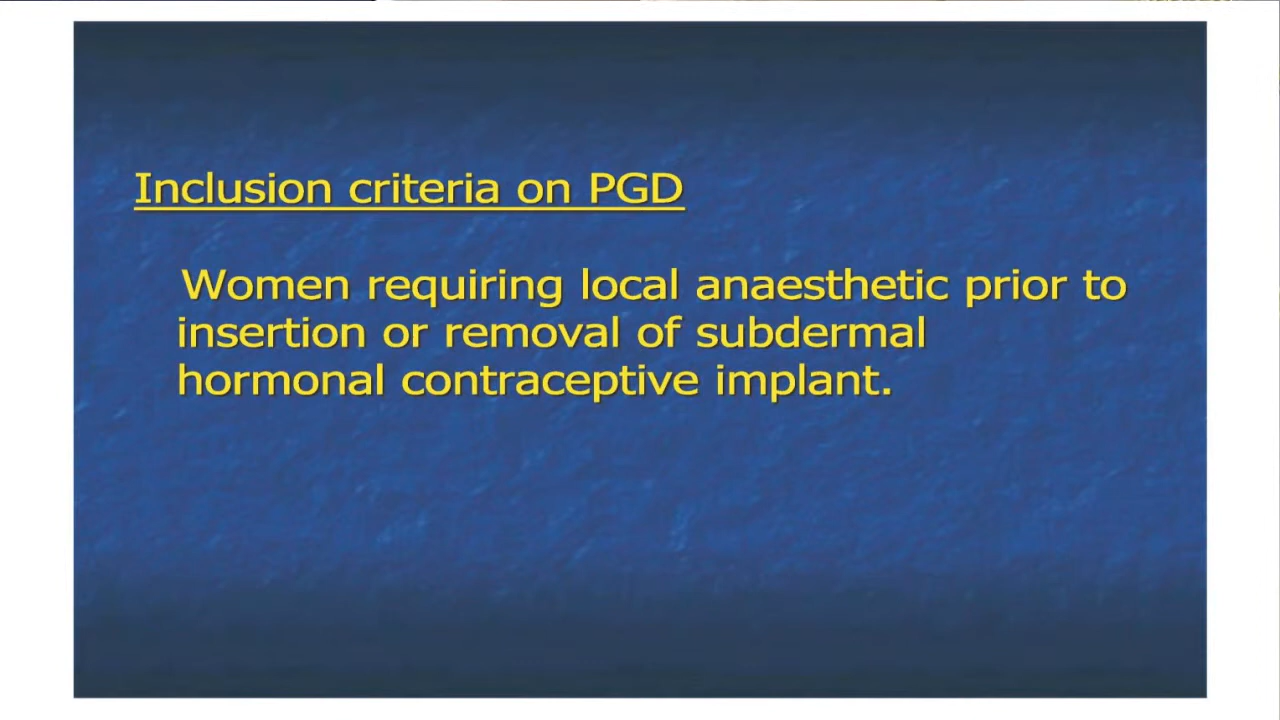 Inclusion criteria on PGD
Women requiring local anaesthetic prior to
insertion or removal of subdermal
hormonal contraceptive implant.